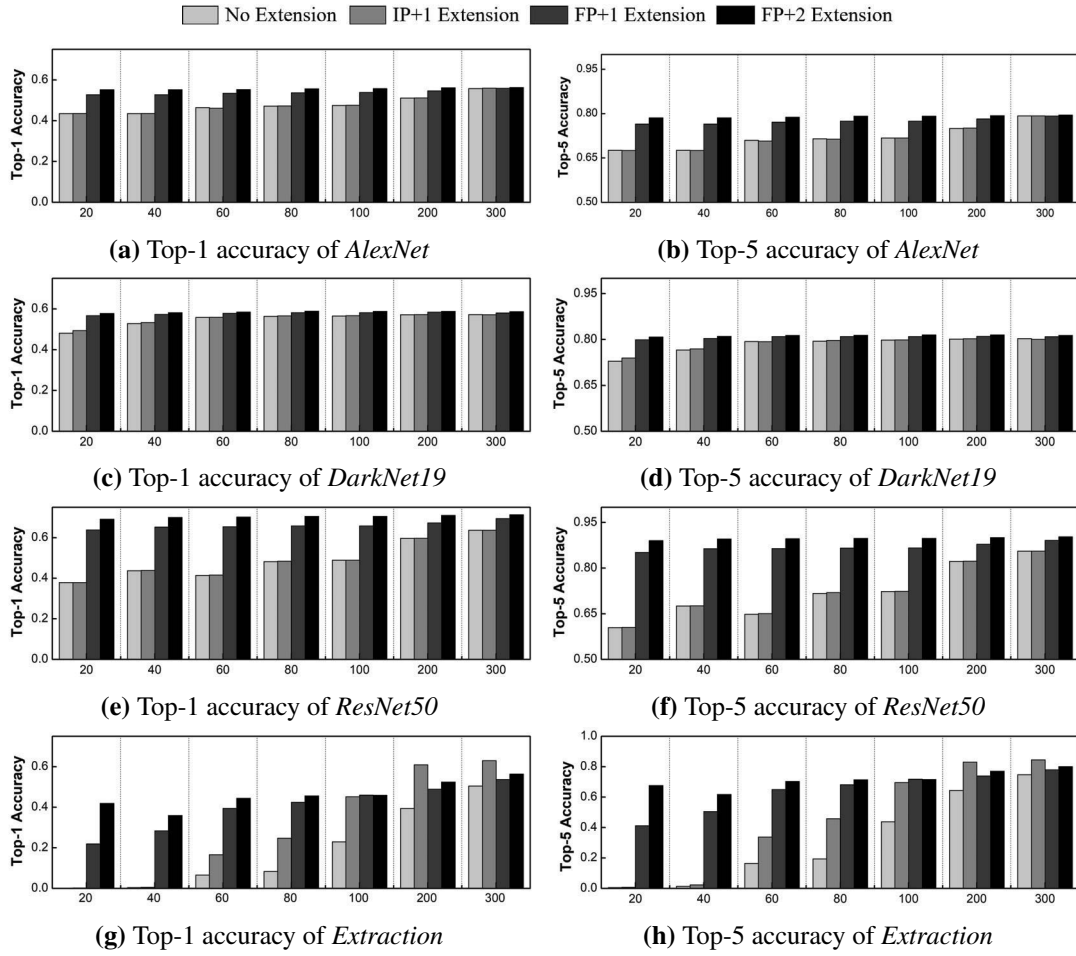 No Extension IP+1 Extension FP+1 Extension FP+2 Extension
Top-1 Accuracy
0.6
0.4
0.2
0.0
20 40 60 80 100 200 300
(a) Top-1 accuracy of AlexNet
Top-5 Accuracy
0.95
0.80
0.65
0.50
20 40 60 80 100 200 300
(b) Top-5 accuracy of AlexNet
Top-1 Accuracy
0.6
0.4
0.2
0.0
20 40 60 80 100 200 300
(c) Top-1 accuracy of DarkNet19
Top-5 Accuracy
0.95
0.80
0.65
0.50
20 40 60 80 100 200 300
(d) Top-5 accuracy of DarkNet19
Top-1 Accuracy
0.6
0.4
0.2
0.0
20 40 60 80 100 200 300
(e) Top-1 accuracy of ResNet50
Top-5 Accuracy
0.95
0.80
0.65
0.50
20 40 60 80 100 200 300
(f) Top-5 accuracy of ResNet50
Top-1 Accuracy
0.6
0.4
0.2
0.0
20 40 60 80 100 200 300
(g) Top-1 accuracy of Extraction
Top-5 Accuracy
1.0
0.8
0.6
0.4
0.2
0.0
20 40 60 80 100 200 300
(h) Top-5 accuracy of Extraction